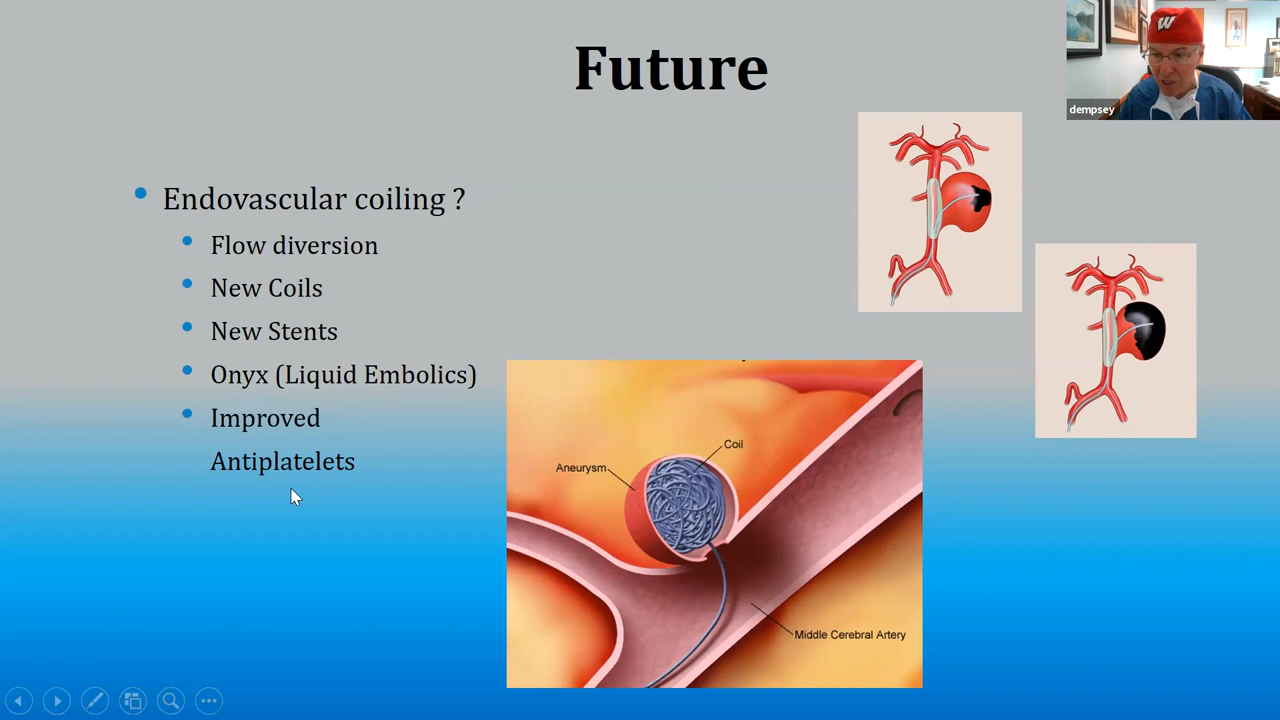 Future
W
dempsey
Endovascular coiling ?
Flow diversion
New Coils
New Stents
Onyx (Liquid Embolics)
Improved
Antiplatelets
Coil
Aneurysm
Middle Cerebral Artery